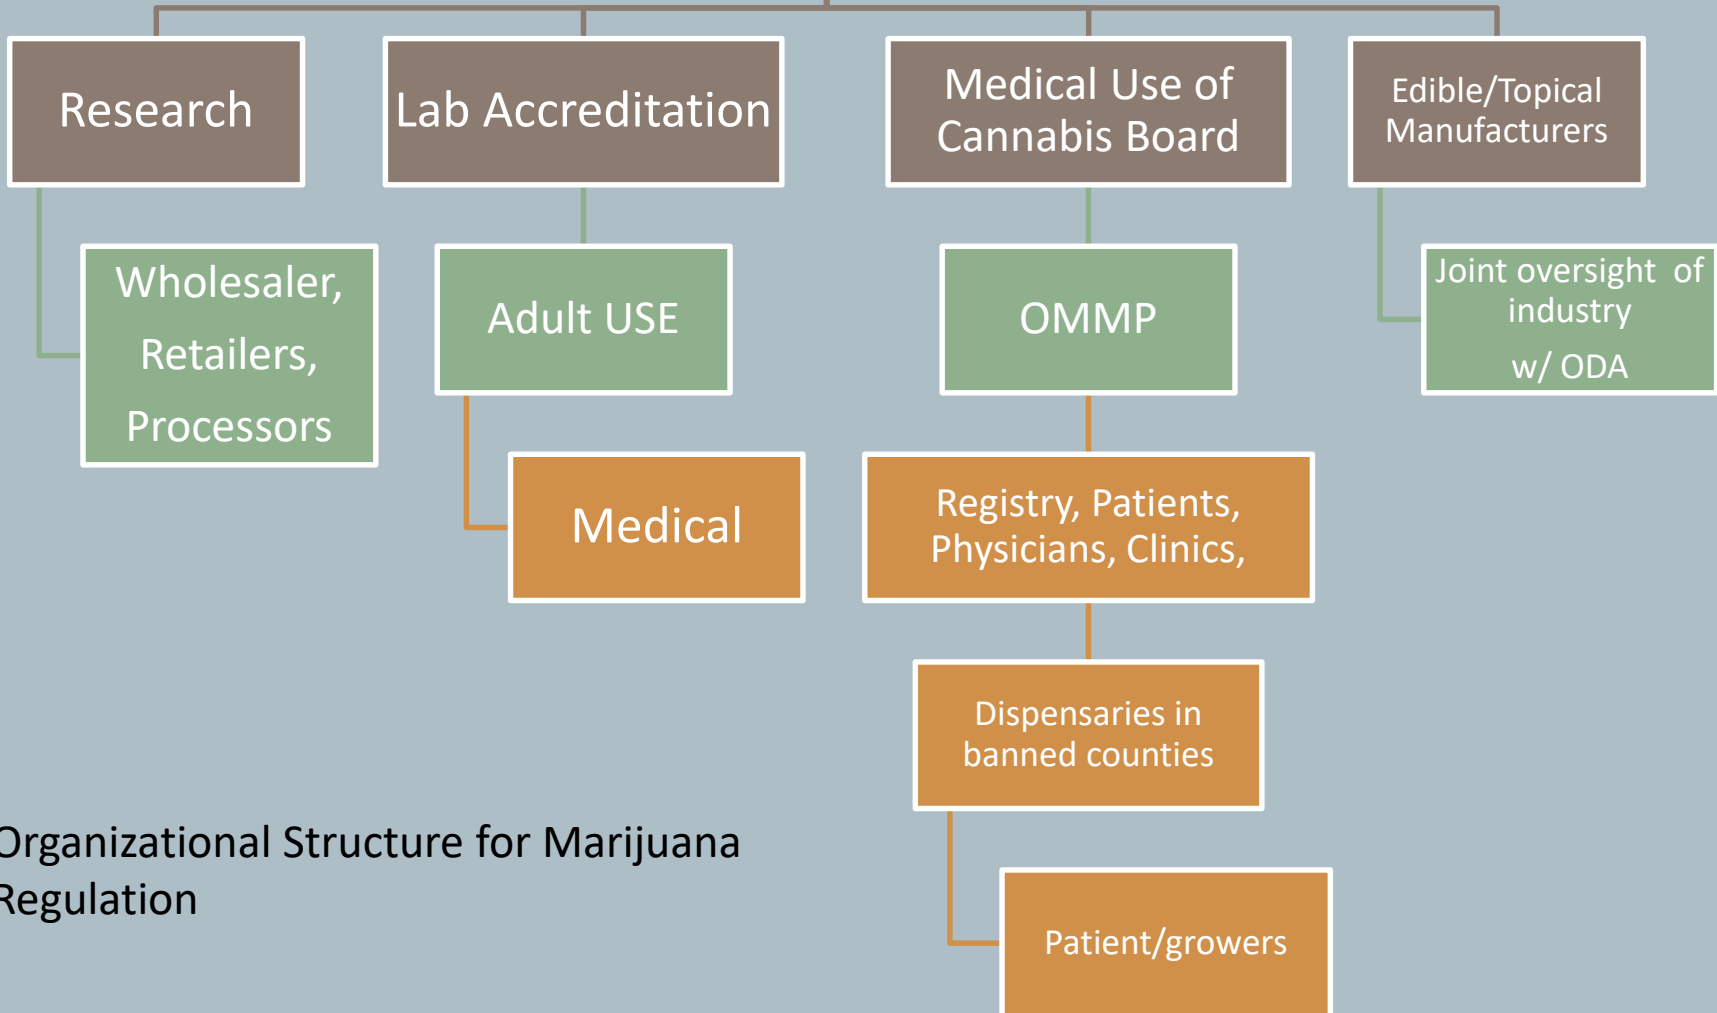 Research
Lab Accreditation
Medical Use of
Cannabis Board
Edible/Topical
Manufacturers
Wholesaler,
Retailers,
Processors
Adult USE
OMMP
Joint oversight of
industry
w/ ODA
Medical
Registry, Patients,
Physicians, Clinics,
Dispensaries in
banned counties
Patient/growers
Organizational Structure for Marijuana
Regulation